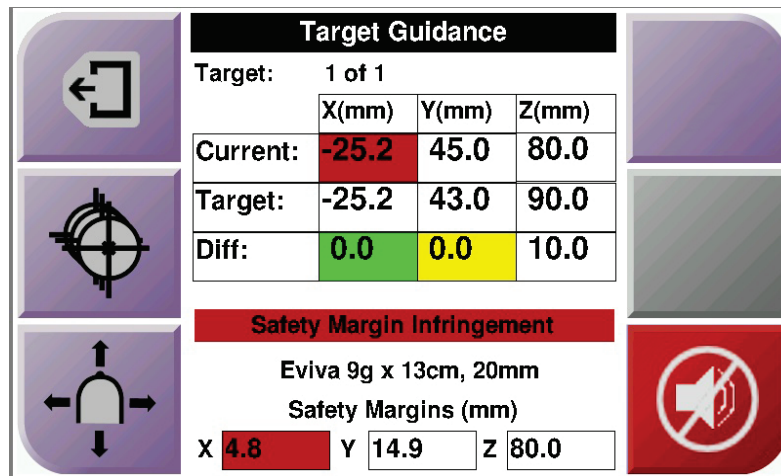 Target Guidance
Target: 1 of 1
X(mm) Y(mm) Z(mm)
Current: -25.2 45.0 80.0
Target: -25.2 43.0 90.0
Diff: 0.0 0.0 10.0
Safety Margin Infringement
Eviva 9g x 13cm, 20mm
Safety Margins (mm)
X 4.8 Y 14.9 Z 80.0